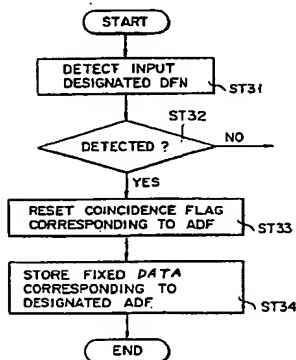 START
DETECT INPUT
DESIGNATED DFN
ST31
ST32
DETECTED ?
NO
YES
RESET COINCIDENCE FLAG
CORRESPONDING TO ADF
ST33
STORE FIXED DATA
CORRESPONDING TO
DESIGNATED ADF
ST34
END